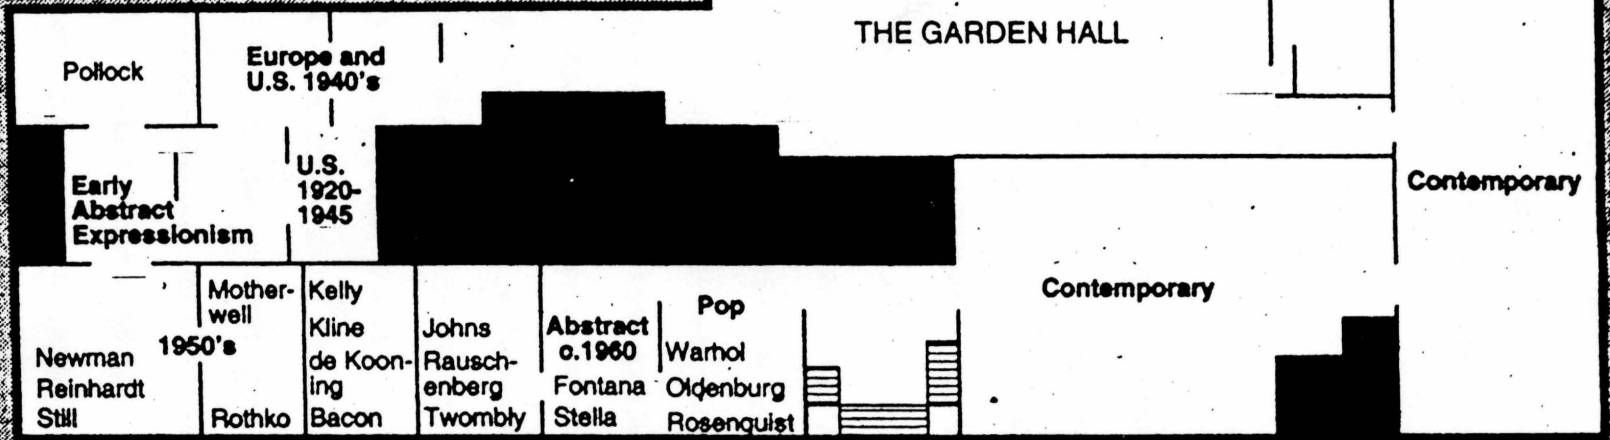 THE GARDEN HALL
Pollock
Europe and
U.S. 1940's
U.S.
1920-
1945
Early
Abstract
Expressionism
Contemporary
Contemporary
Newman
Reinhardt
Still
1950's
Mother-
well
Rothko
Kelly
Kline
de Koon-
ing
Bacon
Johns
Rausch-
enberg
Twombly
Abstract
c.1960
Fontana
Stella
Pop
Warhol
Oldenburg
Rosenquist